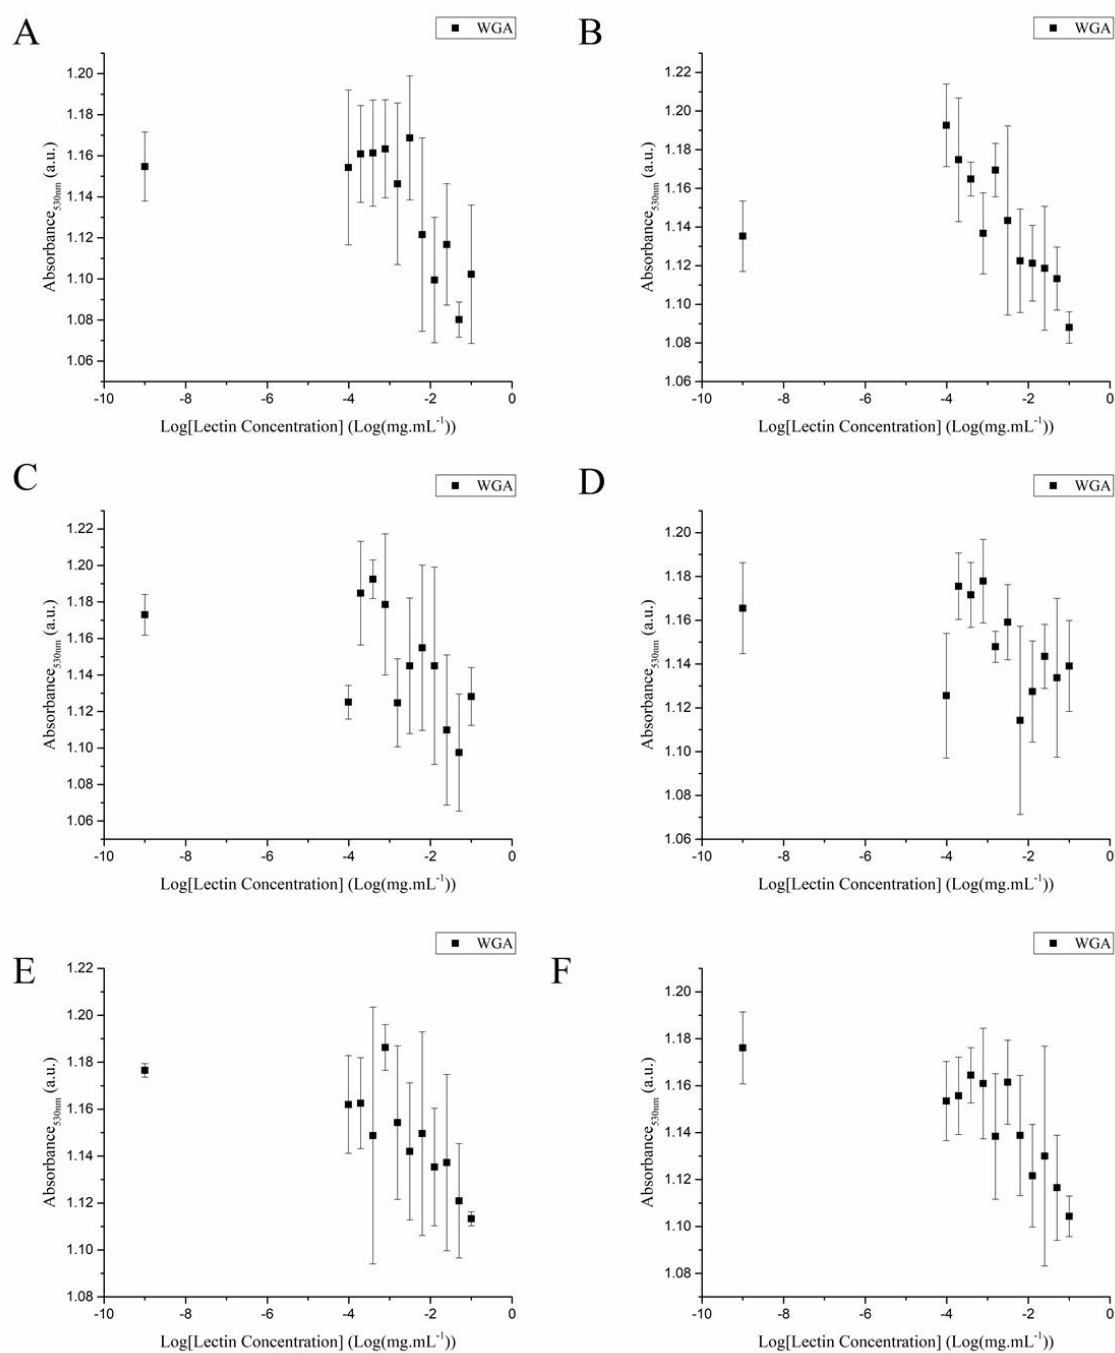 A
WGA
1.20
1.18
1.16
1.14
1.12
1.10
1.08
1.06
Absorbance530nm (a.u.)
-10 -8 -6 -4 -2 0
Log[Lectin Concentration] (Log(mg.mL-1))
B
WGA
1.22
1.20
1.18
1.16
1.14
1.12
1.10
1.08
1.06
Absorbance530nm (a.u.)
-10 -8 -6 -4 -2 0
Log[Lectin Concentration] (Log(mg.mL-1))
C
WGA
1.22
1.20
1.18
1.16
1.14
1.12
1.10
1.08
1.06
Absorbance530nm (a.u.)
-10 -8 -6 -4 -2 0
Log[Lectin Concentration] (Log(mg.mL-1))
D
WGA
1.20
1.18
1.16
1.14
1.12
1.10
1.08
1.06
Absorbance530nm (a.u.)
-10 -8 -6 -4 -2 0
Log[Lectin Concentration] (Log(mg.mL-1))
E
WGA
1.22
1.20
1.18
1.16
1.14
1.12
1.10
1.08
Absorbance530nm (a.u.)
-10 -8 -6 -4 -2 0
Log[Lectin Concentration] (Log(mg.mL-1))
F
WGA
1.20
1.18
1.16
1.14
1.12
1.10
1.08
Absorbance530nm (a.u.)
-10 -8 -6 -4 -2 0
Log[Lectin Concentration] (Log(mg.mL-1))